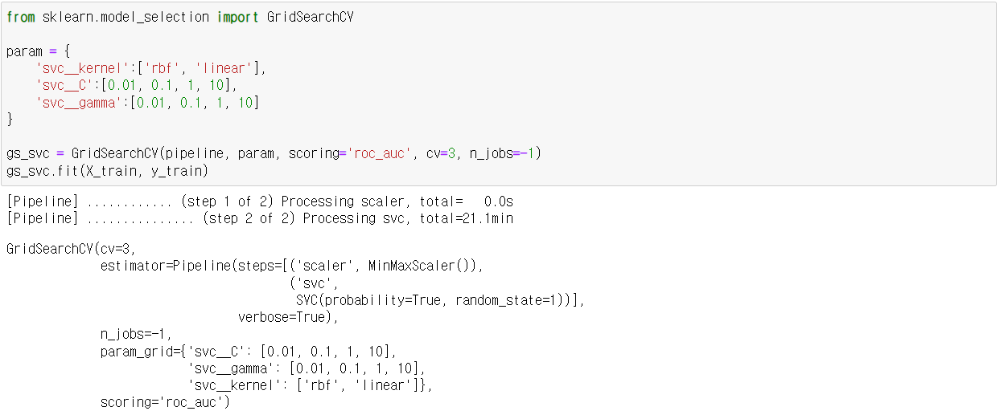 from sklearn.model_selection import GridSearchCV
param = {
    'svc__kernel':['rbf', 'linear'],
    'svc__C':[0.01, 0.1, 1, 10],
    'svc__gamma':[0.01, 0.1, 1, 10]
}
gs_svc = GridSearchCV(pipeline, param, scoring='roc_auc', cv=3, n_jobs=-1)
gs_svc.fit(X_train, y_train)
[Pipeline] ............ (step 1 of 2) Processing scaler, total=   0.0s
[Pipeline] ............... (step 2 of 2) Processing svc, total=21.1min
GridSearchCV(cv=3,
             estimator=Pipeline(steps=[('scaler', MinMaxScaler()),
                                       ('svc',
                                        SVC(probability=True, random_state=1))],
                                verbose=True),
             n_jobs=-1,
             param_grid={'svc__C': [0.01, 0.1, 1, 10],
                         'svc__gamma': [0.01, 0.1, 1, 10],
                         'svc__kernel': ['rbf', 'linear']},
             scoring='roc_auc')